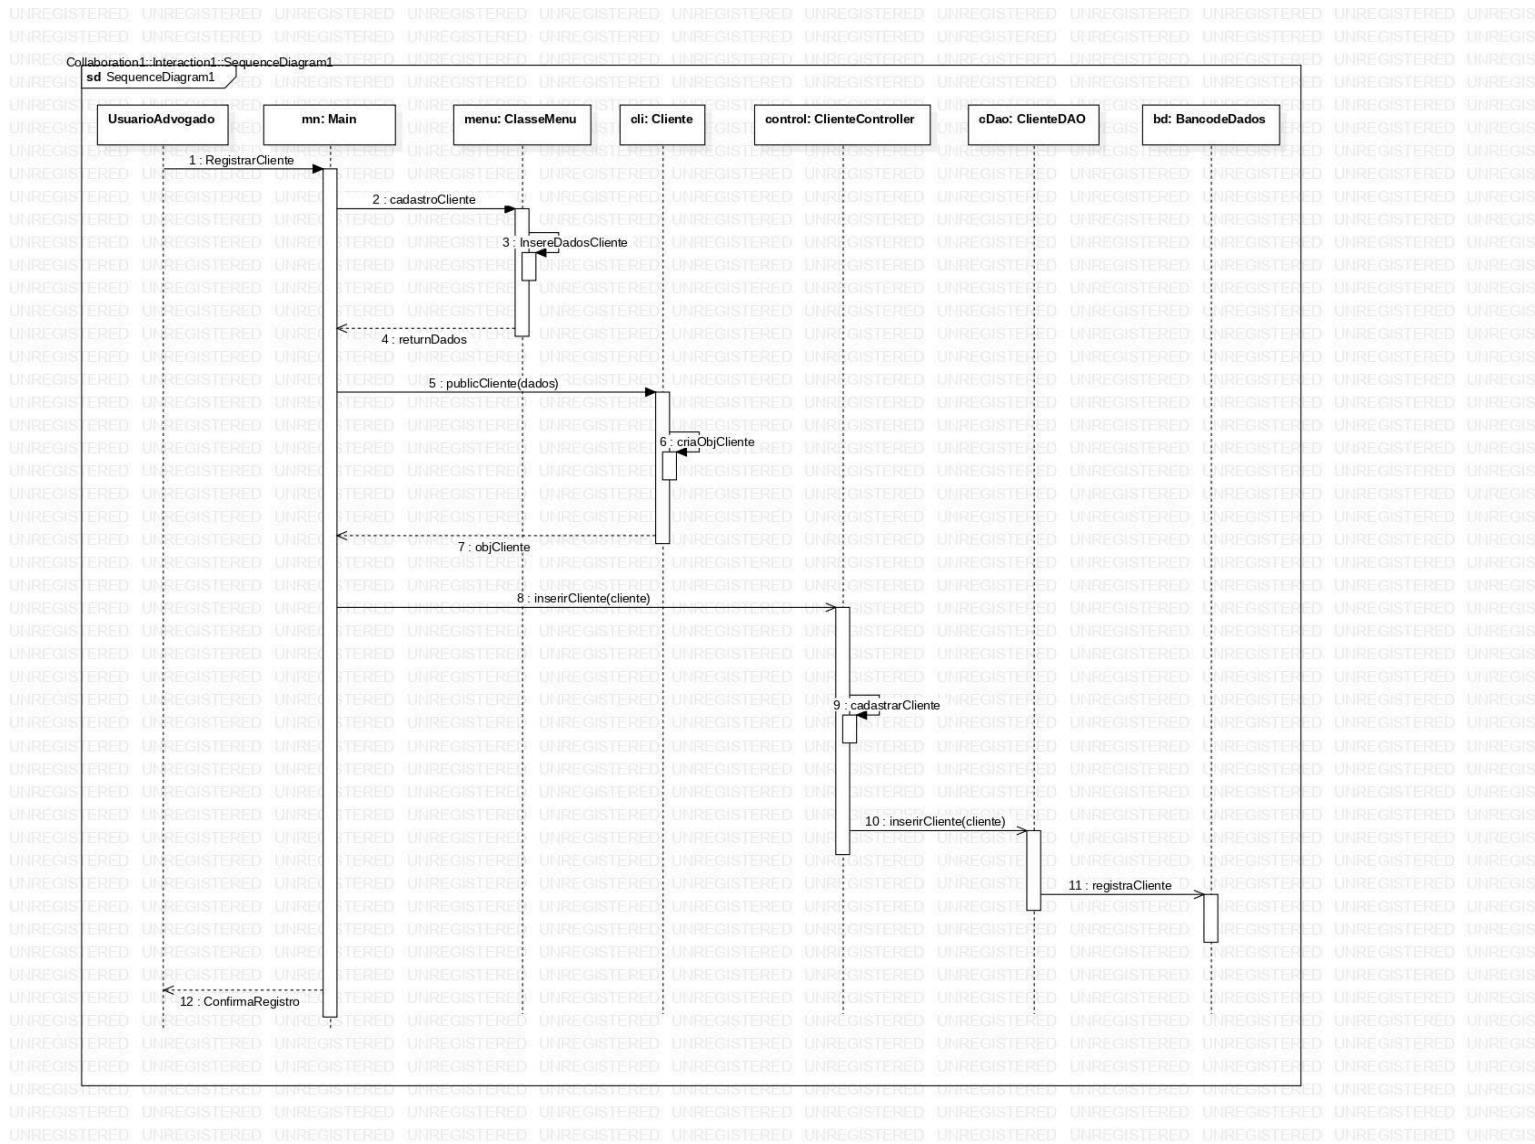 Collaboration1::Interaction1::SequenceDiagram1
sd SequenceDiagram1
UsuarioAdvogado
mn: Main
menu: ClasseMenu
cli: Cliente
control: ClienteController
cDao: ClienteDAO
bd: BancodeDados
1 : RegistrarCliente
2 : cadastroCliente
3 : InsereDadosCliente
4 : returnDados
5 : publicCliente(dados)
6 : criaObjCliente
7 : objCliente
8 : inserirCliente(cliente)
9 : cadastrarCliente
10 : inserirCliente(cliente)
11 : registraCliente
12 : ConfirmaRegistro
UNREGISTERED